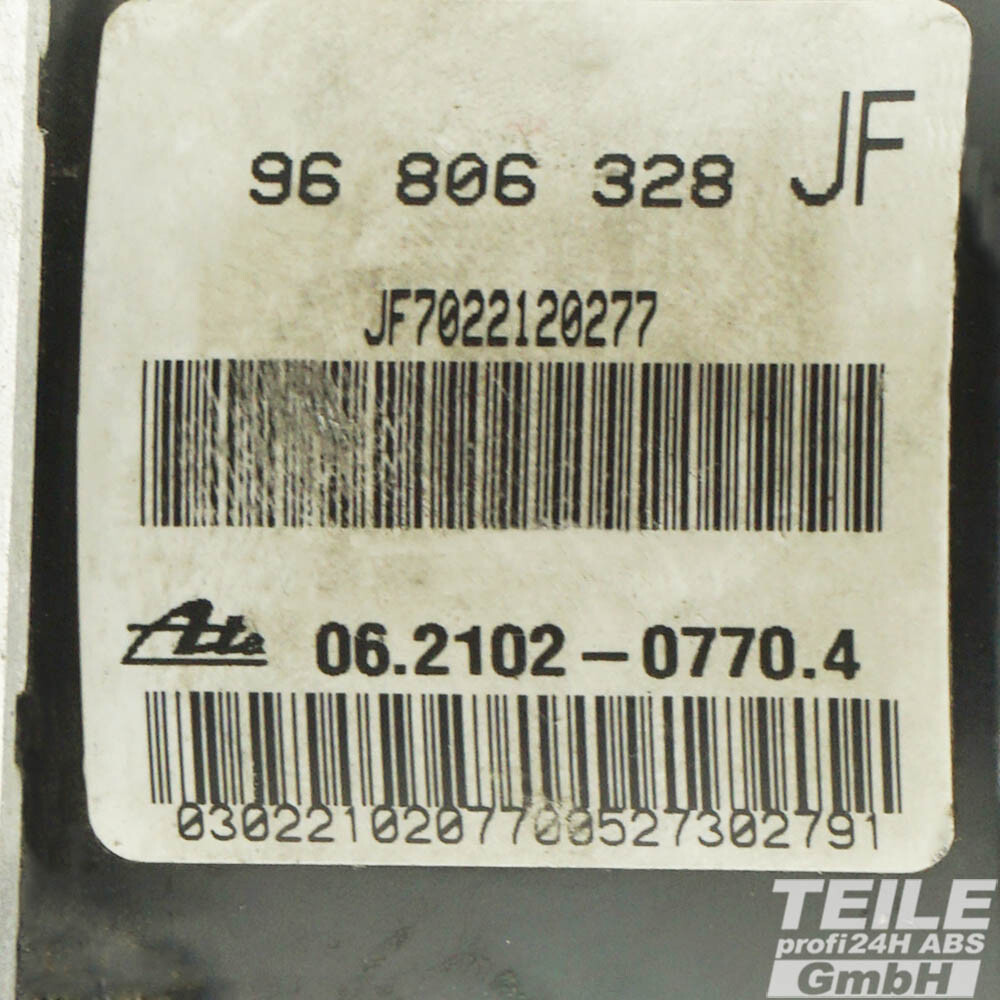 96 806 328 JF
JF7022120277
Ate 06.2102-0770.4
0302210207700527302791
TEILE
profi24H ABS
GmbH